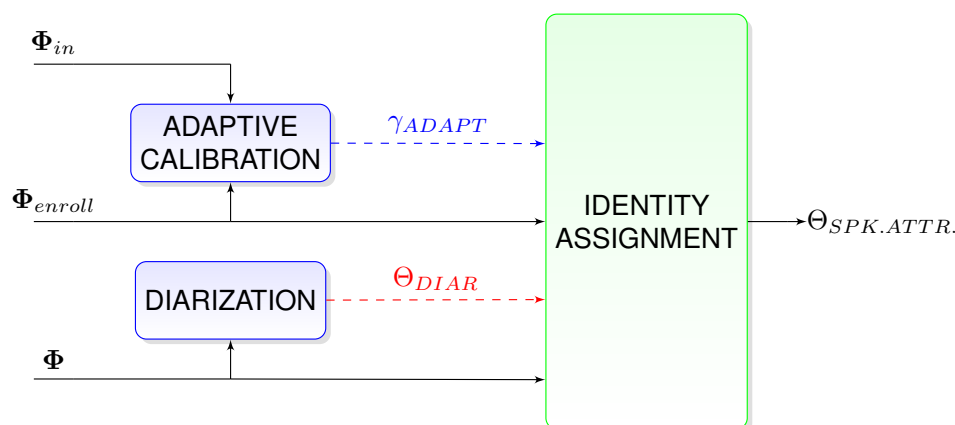 Φ_in
ADAPTIVE
CALIBRATION
γ_ADAPT
Φ_enroll
IDENTITY
ASSIGNMENT
Θ_SPK.ATTR.
DIARIZATION
Θ_DIAR
Φ